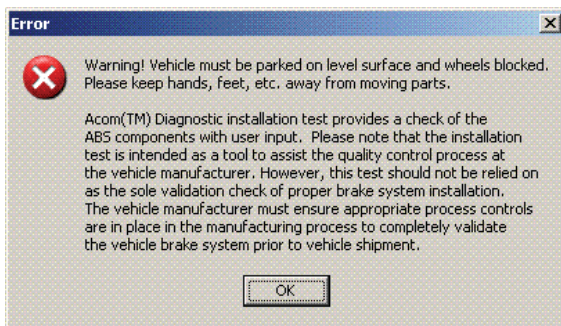 Error
Warning! Vehicle must be parked on level surface and wheels blocked.
Please keep hands, feet, etc. away from moving parts.
Acom(TM) Diagnostic installation test provides a check of the
ABS components with user input. Please note that the installation
test is intended as a tool to assist the quality control process at
the vehicle manufacturer. However, this test should not be relied on
as the sole validation check of proper brake system installation.
The vehicle manufacturer must ensure appropriate process controls
are in place in the manufacturing process to completely validate
the vehicle brake system prior to vehicle shipment.
OK